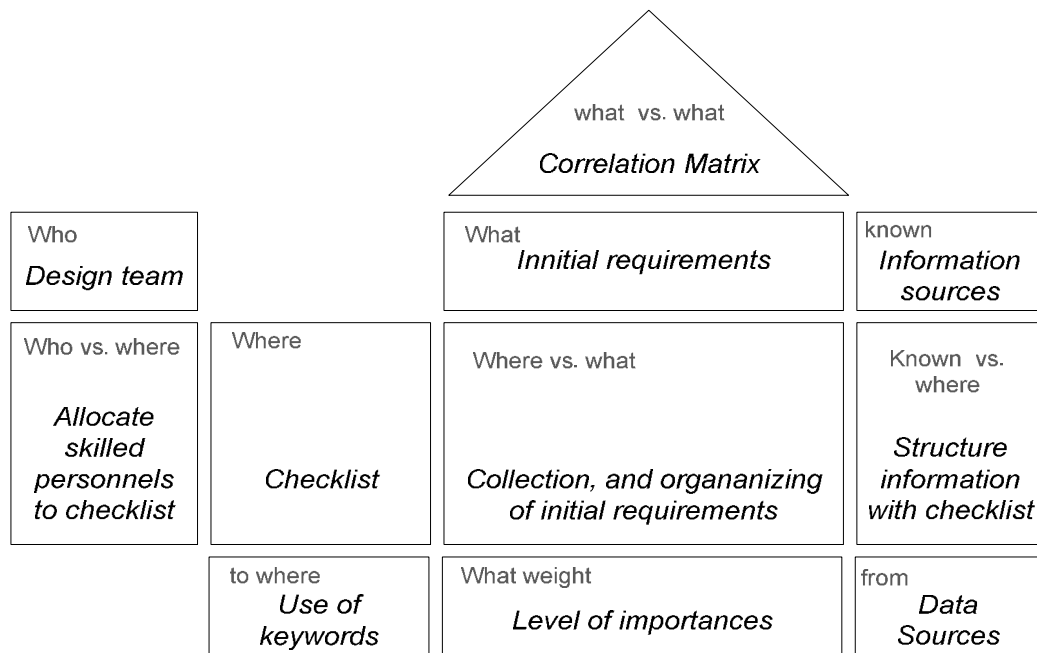 what vs. what
Correlation Matrix
Who
Design team
What
Innitial requirements
known
Information
sources
Who vs. where
Allocate
skilled
personnels
to checklist
Where
Checklist
Where vs. what
Collection, and organanizing
of initial requirements
Known vs.
where
Structure
information
with checklist
to where
Use of
keywords
What weight
Level of importances
from
Data
Sources